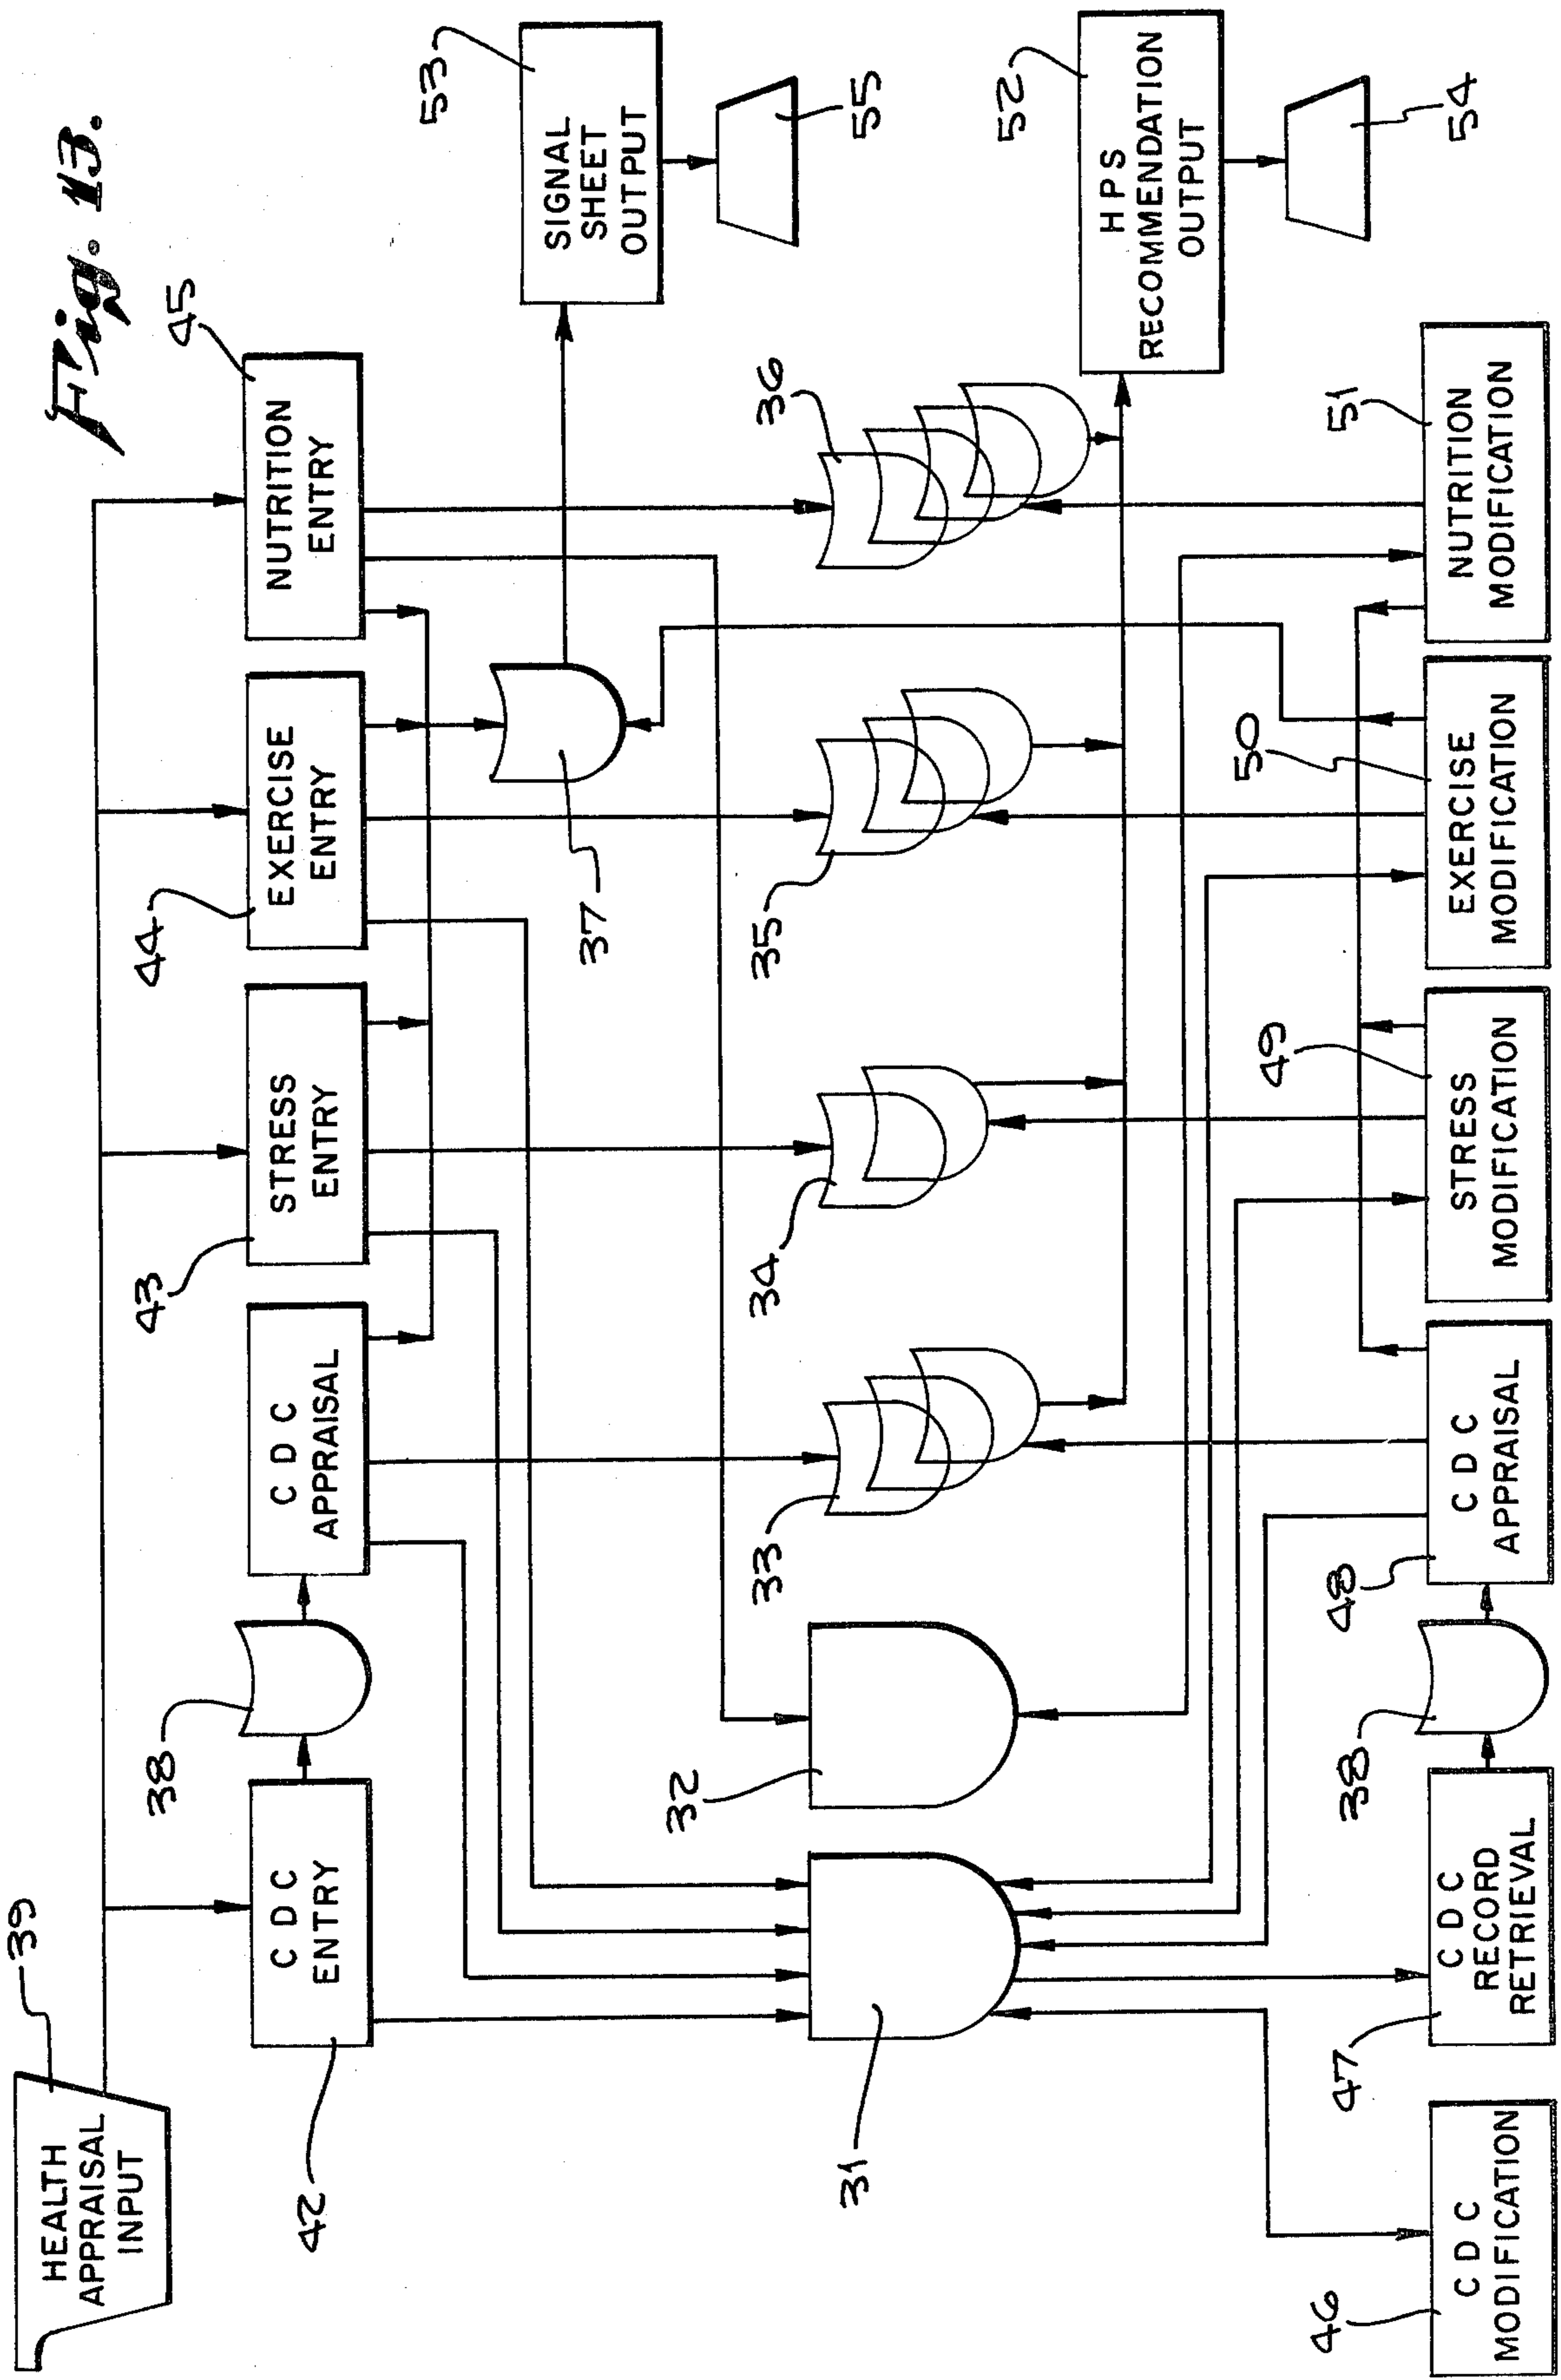 Fig. 13.
39
HEALTH
APPRAISAL
INPUT
42
CDC
ENTRY
38
CDC
APPRAISAL
43
STRESS
ENTRY
44
EXERCISE
ENTRY
45
NUTRITION
ENTRY
53
SIGNAL
SHEET
OUTPUT
55
37
31
32
33
34
35
36
52
HPS
RECOMMENDATION
OUTPUT
54
46
CDC
MODIFICATION
47
CDC
RECORD
RETRIEVAL
38
48
CDC
APPRAISAL
49
STRESS
MODIFICATION
50
EXERCISE
MODIFICATION
51
NUTRITION
MODIFICATION